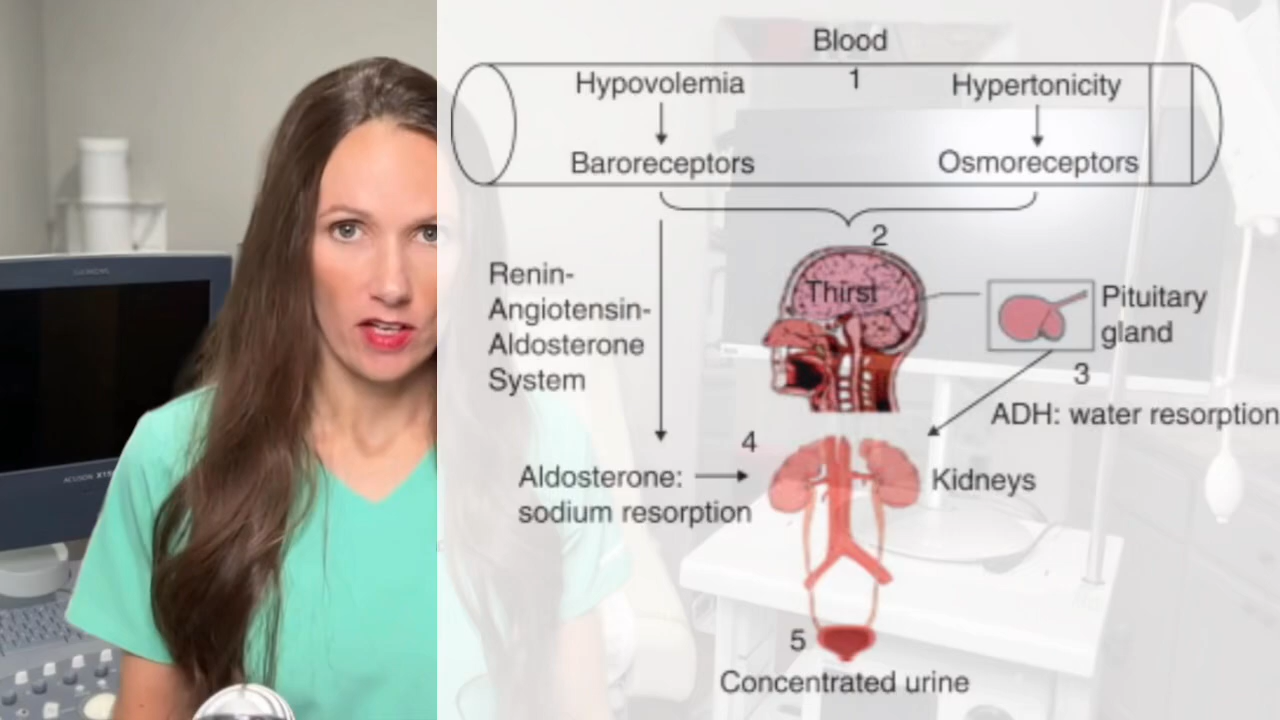 SIEMENS
Blood
Hypovolemia 1 Hypertonicity
Baroreceptors Osmoreceptors
2
Renin-
Angiotensin-
Aldosterone
System
Thirst
Pituitary
gland
3
ADH: water resorption
4
Aldosterone:
sodium resorption
Kidneys
5
Concentrated urine